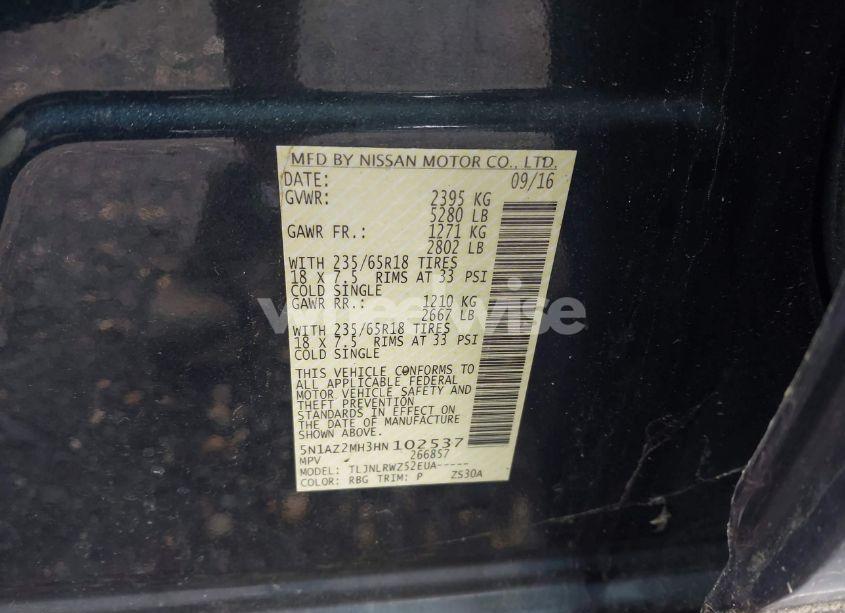 MFD BY NISSAN MOTOR CO., LTD.
DATE: 09/16
GVWR: 2395 KG
5280 LB
GAWR FR.: 1271 KG
2802 LB
WITH 235/65R18 TIRES
18 X 7.5 RIMS AT 33 PSI
COLD SINGLE
GAWR RR.: 1210 KG
2667 LB
WITH 235/65R18 TIRES
18 X 7.5 RIMS AT 33 PSI
COLD SINGLE
THIS VEHICLE CONFORMS TO
ALL APPLICABLE FEDERAL
MOTOR VEHICLE SAFETY AND
THEFT PREVENTION
STANDARDS IN EFFECT ON
THE DATE OF MANUFACTURE
SHOWN ABOVE.
5N1AZ2MH3HN102537
MPV 266857
MODEL: TLJNLRWZ52EUA-----
COLOR: RBG TRIM: P ZS30A